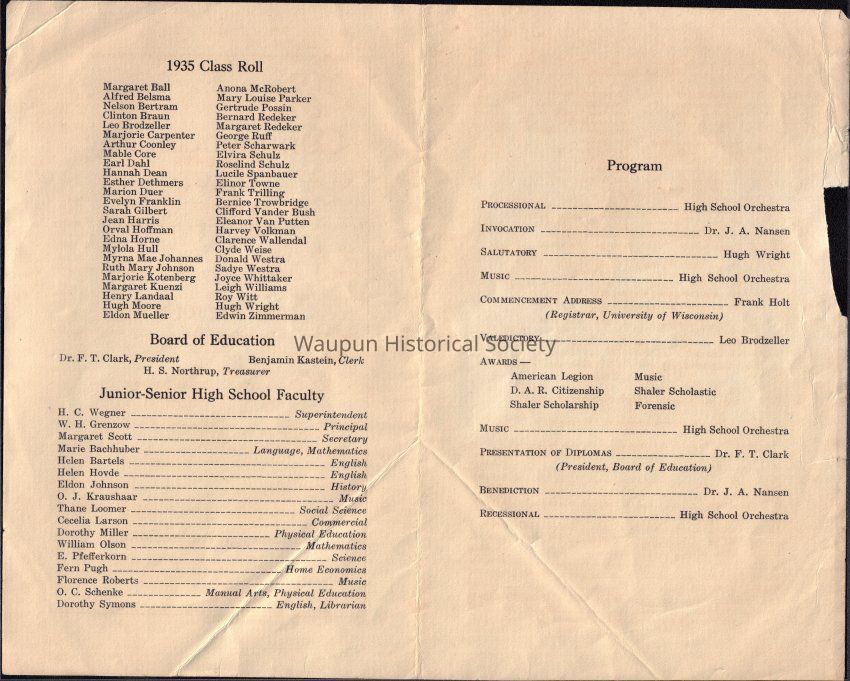 1935 Class Roll
Margaret Ball
Alfred Belsma
Nelson Bertram
Clinton Braun
Leo Brodzeller
Marjorie Carpenter
Arthur Coonley
Mable Core
Earl Dahl
Hannah Dean
Esther Dethmers
Marion Duer
Evelyn Franklin
Sarah Gilbert
Jean Harris
Orval Hoffman
Edna Horne
Mylola Hull
Myrna Mae Johannes
Ruth Mary Johnson
Marjorie Kotenberg
Margaret Kuenzi
Henry Landaal
Hugh Moore
Eldon Mueller
Anona McRobert
Mary Louise Parker
Gertrude Possin
Bernard Redeker
Margaret Redeker
George Ruff
Peter Scharwark
Elvira Schulz
Roselind Schulz
Lucile Spanbauer
Elinor Towne
Frank Trilling
Bernice Trowbridge
Clifford Vander Bush
Eleanor Van Putten
Harvey Volkman
Clarence Wallendal
Clyde Weise
Donald Westra
Sadye Westra
Joyce Whittaker
Leigh Williams
Roy Witt
Hugh Wright
Edwin Zimmerman
Board of Education
Dr. F. T. Clark, President Benjamin Kastein, Clerk
H. S. Northrup, Treasurer
Junior-Senior High School Faculty
H. C. Wegner Superintendent
W. H. Grenzow Principal
Margaret Scott Secretary
Marie Bachhuber Language, Mathematics
Helen Bartels English
Helen Hovde English
Eldon Johnson History
O. J. Kraushaar Music
Thane Loomer Social Science
Cecelia Larson Commercial
Dorothy Miller Physical Education
William Olson Mathematics
E. Pfefferkorn Science
Fern Pugh Home Economics
Florence Roberts Music
O. C. Schenke Manual Arts, Physical Education
Dorothy Symons English, Librarian
Waupun Historical Society
Program
Processional High School Orchestra
Invocation Dr. J. A. Nansen
Salutatory Hugh Wright
Music High School Orchestra
Commencement Address Frank Holt
(Registrar, University of Wisconsin)
Valedictory Leo Brodzeller
Awards —
American Legion Music
D. A. R. Citizenship Shaler Scholastic
Shaler Scholarship Forensic
Music High School Orchestra
Presentation of Diplomas Dr. F. T. Clark
(President, Board of Education)
Benediction Dr. J. A. Nansen
Recessional High School Orchestra